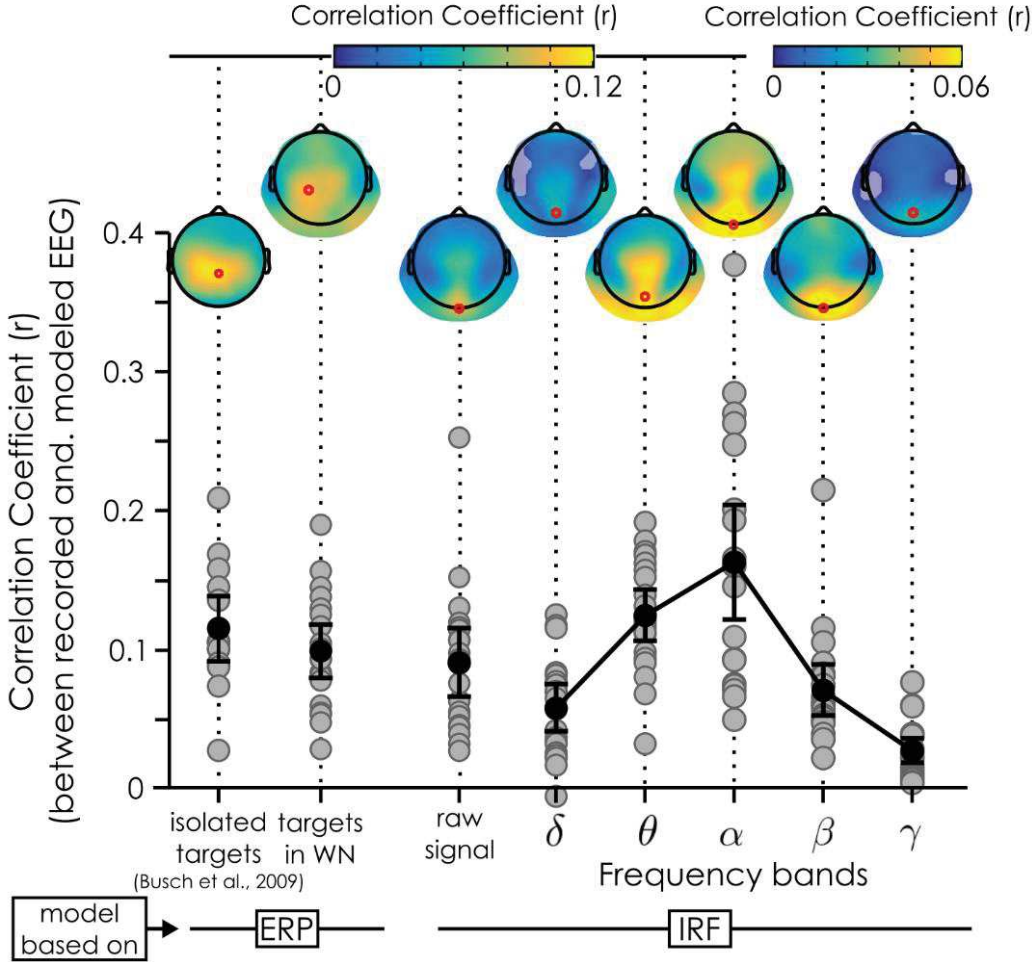 Correlation Coefficient (r)
Correlation Coefficient (r)
0
0.12
0
0.06
Correlation Coefficient (r)
(between recorded and. modeled EEG)
0.4
0.3
0.2
0.1
0
isolated
targets
targets
in WN
(Busch et al., 2009)
raw
signal
δ
θ
α
β
γ
Frequency bands
model
based on
ERP
IRF